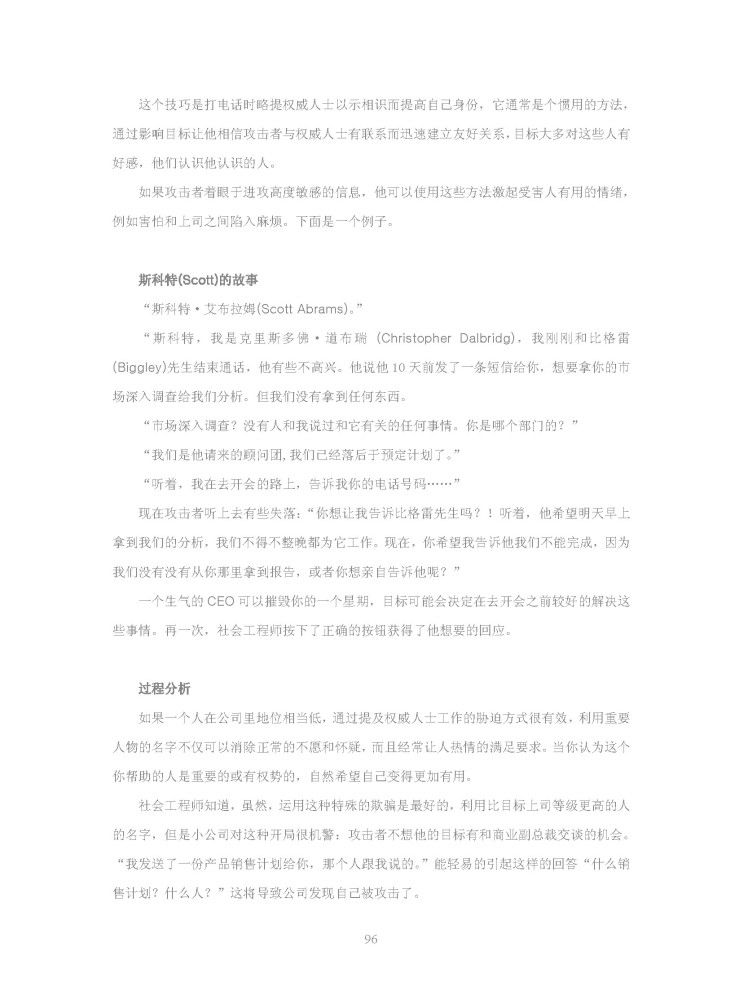 这个技巧是打电话时略提权威人士以示相识而提高自己身份，它通常是个惯用的方法，
通过影响目标让他相信攻击者与权威人士有联系而迅速建立友好关系，目标大多对这些人有
好感，他们认识他认识的人。
如果攻击者着眼于进攻高度敏感的信息，他可以使用这些方法激起受害人有用的情绪，
例如害怕和上司之间陷入麻烦。下面是一个例子。
斯科特(Scott)的故事
“斯科特·艾布拉姆(Scott Abrams)。”
“斯科特，我是克里斯多佛·道布瑞 (Christopher Dalbridg)，我刚刚和比格雷
(Biggley)先生结束通话，他有些不高兴。他说他 10 天前发了一条短信给你，想要拿你的市
场深入调查给我们分析。但我们没有拿到任何东西。
“市场深入调查？没有人和我说过和它有关的任何事情。你是哪个部门的？”
“我们是他请来的顾问团,我们已经落后于预定计划了。”
“听着，我在去开会的路上，告诉我你的电话号码……”
现在攻击者听上去有些失落：“你想让我告诉比格雷先生吗？！听着，他希望明天早上
拿到我们的分析，我们不得不整晚都为它工作。现在，你希望我告诉他我们不能完成，因为
我们没有没有从你那里拿到报告，或者你想亲自告诉他呢？”
一个生气的 CEO 可以摧毁你的一个星期，目标可能会决定在去开会之前较好的解决这
些事情。再一次，社会工程师按下了正确的按钮获得了他想要的回应。
过程分析
如果一个人在公司里地位相当低，通过提及权威人士工作的胁迫方式很有效，利用重要
人物的名字不仅可以消除正常的不愿和怀疑，而且经常让人热情的满足要求。当你认为这个
你帮助的人是重要的或有权势的，自然希望自己变得更加有用。
社会工程师知道，虽然，运用这种特殊的欺骗是最好的，利用比目标上司等级更高的人
的名字，但是小公司对这种开局很机警：攻击者不想他的目标有和商业副总裁交谈的机会。
“我发送了一份产品销售计划给你，那个人跟我说的。”能轻易的引起这样的回答“什么销
售计划？什么人？”这将导致公司发现自己被攻击了。
96